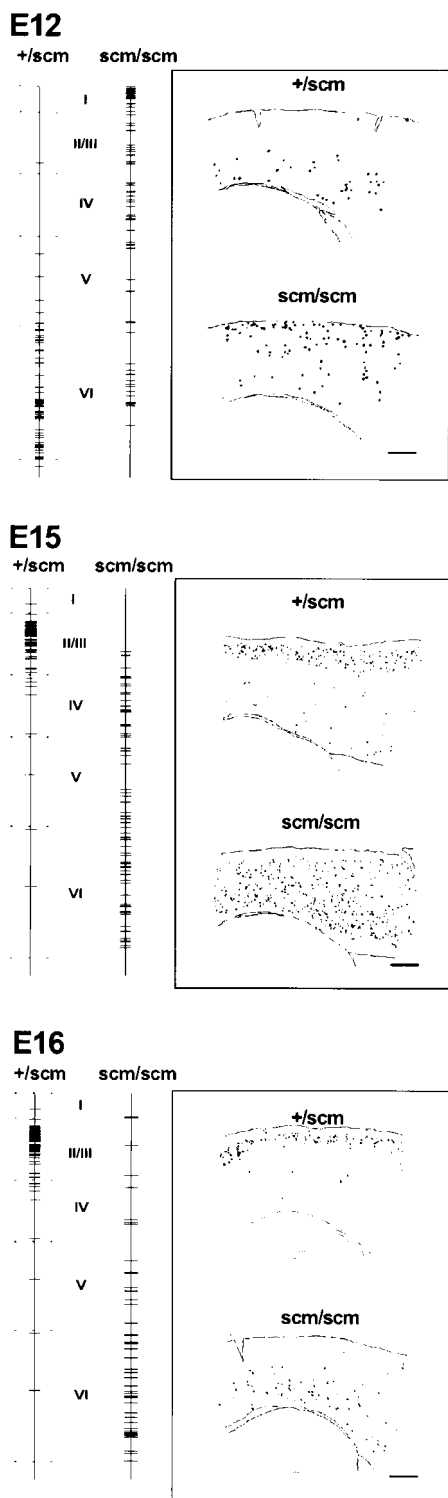 E12
+/scm scm/scm
I
II/III
IV
V
VI
+/scm
scm/scm
E15
+/scm scm/scm
I
II/III
IV
V
VI
+/scm
scm/scm
E16
+/scm scm/scm
I
II/III
IV
V
VI
+/scm
scm/scm